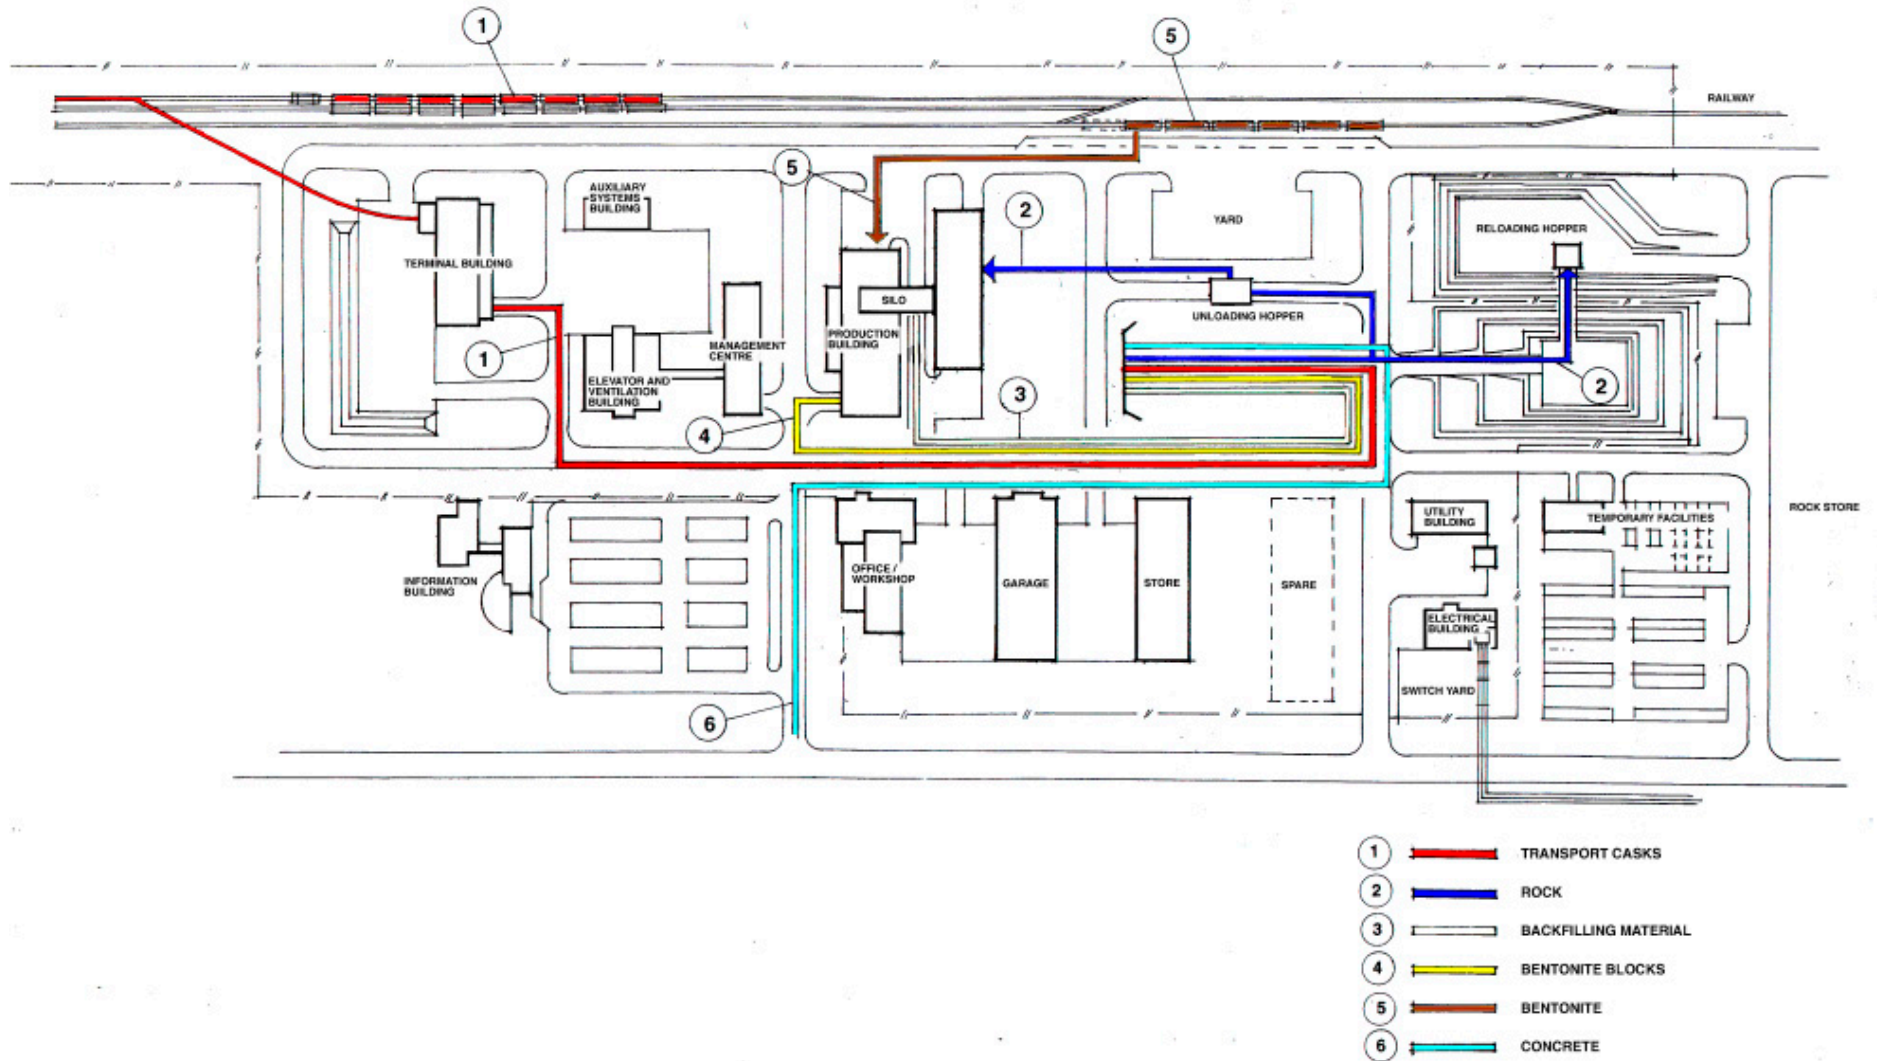 1
5
RAILWAY
5
AUXILIARY
SYSTEMS
BUILDING
2
YARD
RELOADING HOPPER
TERMINAL BUILDING
SILO
UNLOADING HOPPER
PRODUCTION
BUILDING
MANAGEMENT
CENTRE
1
ELEVATOR AND
VENTILATION
BUILDING
3
2
4
ROCK STORE
UTILITY
BUILDING
TEMPORARY FACILITIES
OFFICE /
WORKSHOP
GARAGE
STORE
SPARE
INFORMATION
BUILDING
ELECTRICAL
BUILDING
SWITCH YARD
6
1 TRANSPORT CASKS
2 ROCK
3 BACKFILLING MATERIAL
4 BENTONITE BLOCKS
5 BENTONITE
6 CONCRETE